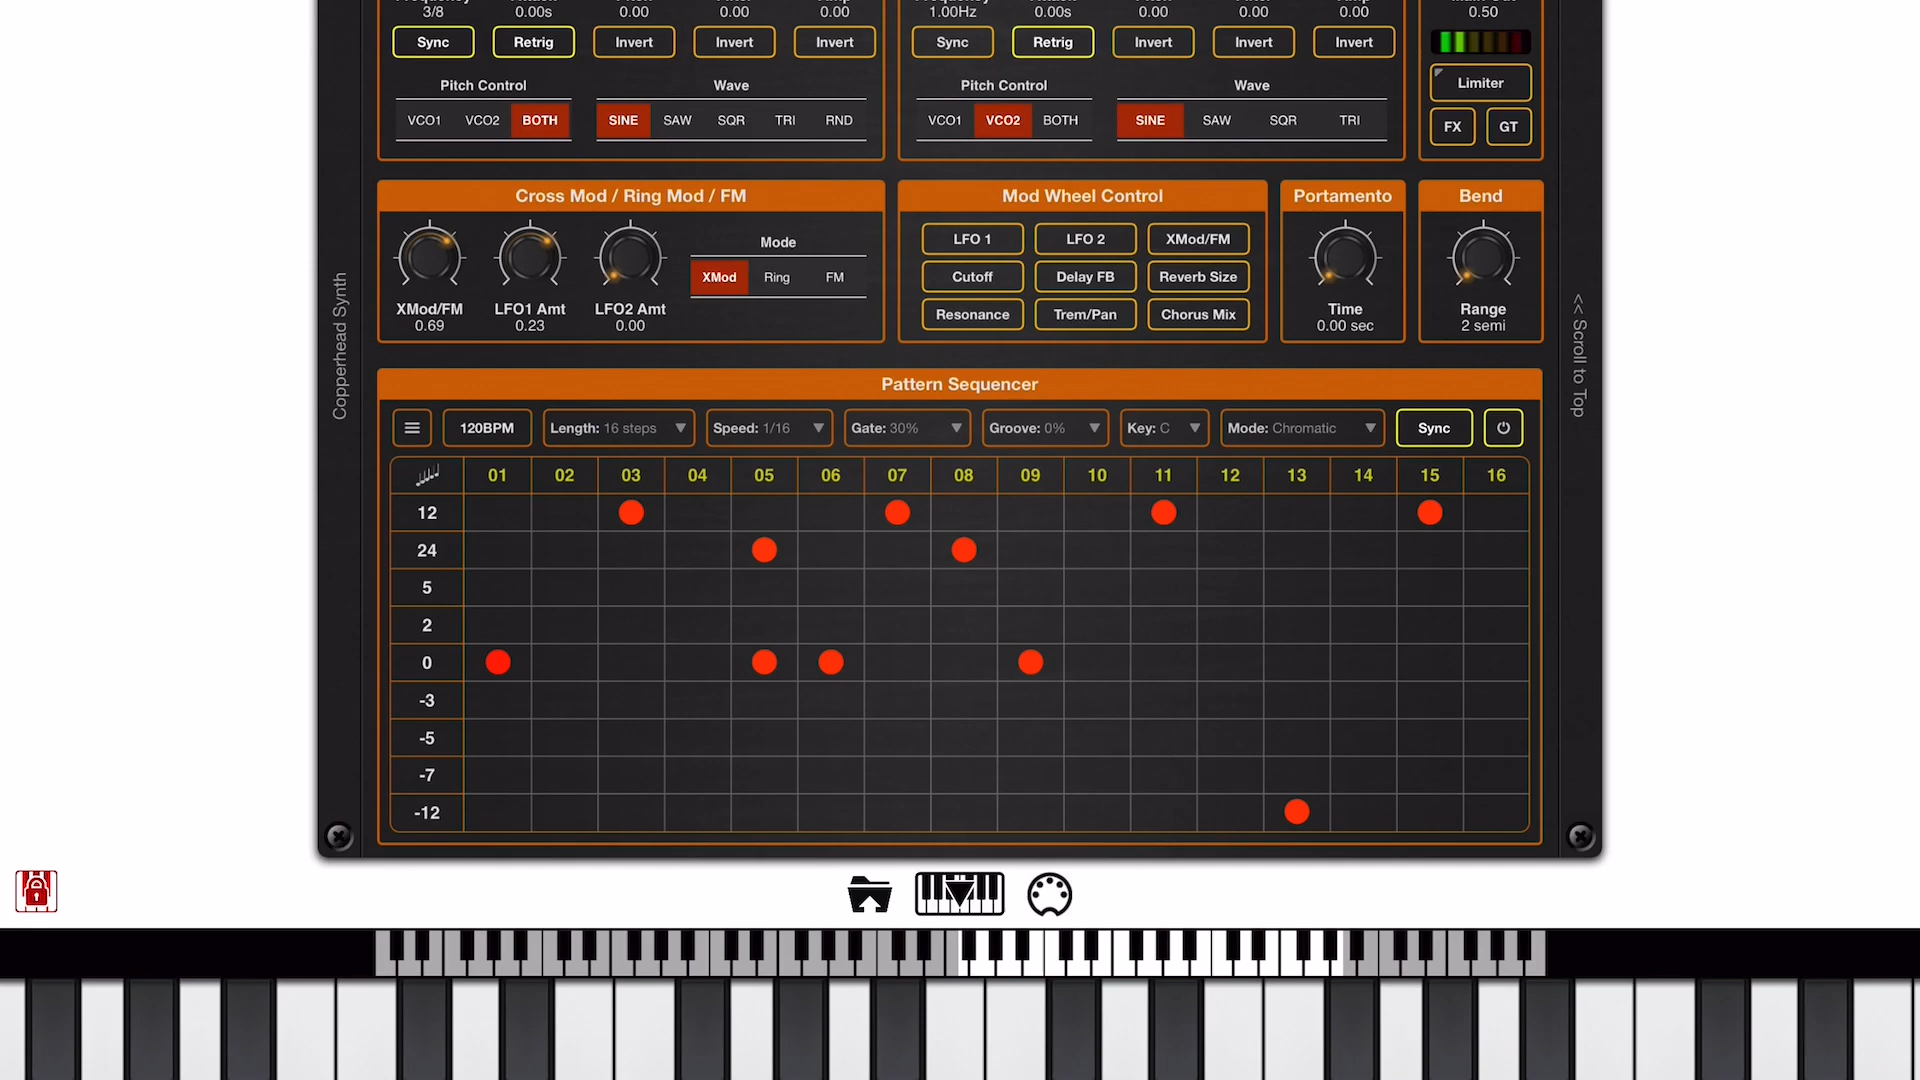 3/8 0.00s 0.00 0.00 0.00 1.00Hz 0.00s 0.00 0.00 0.00 0.50
Sync Retrig Invert Invert Invert Sync Retrig Invert Invert Invert
Limiter
Pitch Control Wave Pitch Control Wave
VCO1 VCO2 BOTH SINE SAW SQR TRI RND VCO1 VCO2 BOTH SINE SAW SQR TRI
FX GT
Cross Mod / Ring Mod / FM Mod Wheel Control Portamento Bend
Mode
XMod Ring FM
XMod/FM LFO1 Amt LFO2 Amt
0.69 0.23 0.00
LFO 1 LFO 2 XMod/FM
Cutoff Delay FB Reverb Size
Resonance Trem/Pan Chorus Mix
Time
0.00 sec
Range
2 semi
Copperhead Synth
<< Scroll to Top
Pattern Sequencer
120BPM Length: 16 steps Speed: 1/16 Gate: 30% Groove: 0% Key: C Mode: Chromatic Sync
01 02 03 04 05 06 07 08 09 10 11 12 13 14 15 16
12
24
5
2
0
-3
-5
-7
-12